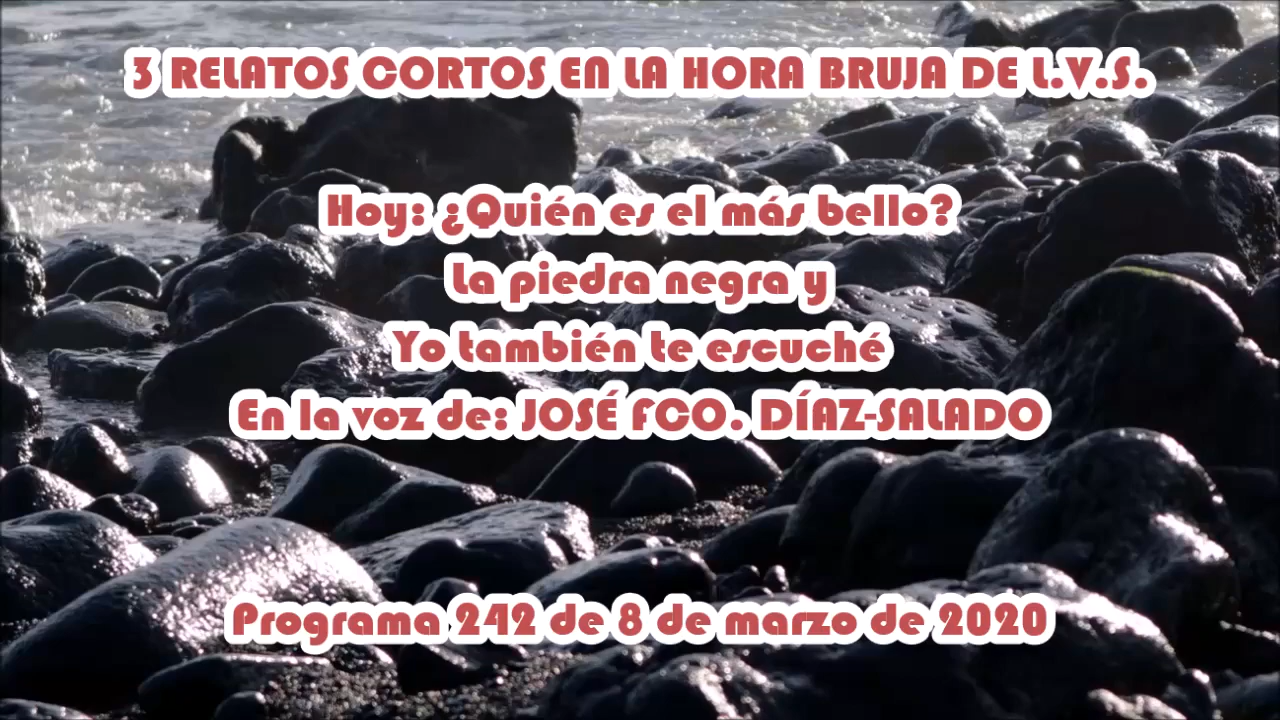 3 RELATOS CORTOS EN LA HORA BRUJA DE L.V.S.
Hoy: ¿Quién es el más bello?
La piedra negra y
Yo también te escuché
En la voz de: JOSÉ FCO. DÍAZ-SALADO
Programa 242 de 8 de marzo de 2020